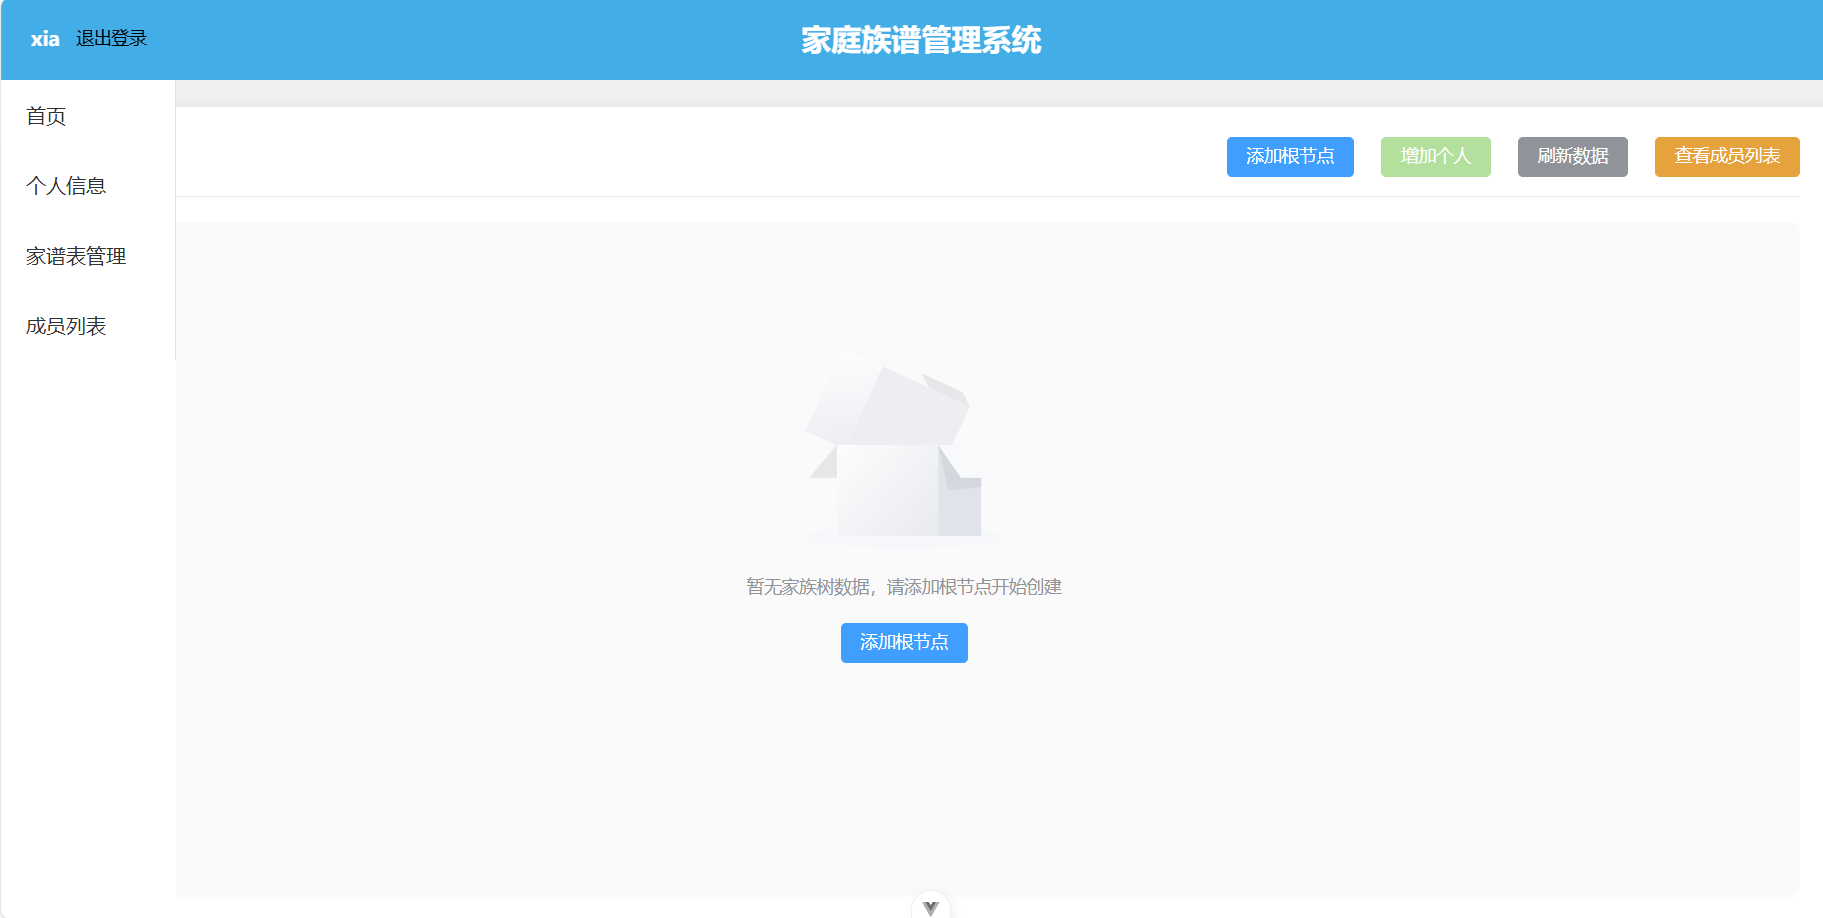 xia 退出登录
家庭族谱管理系统
首页
个人信息
家谱表管理
成员列表
添加根节点
增加个人
刷新数据
查看成员列表
暂无家族树数据，请添加根节点开始创建
添加根节点